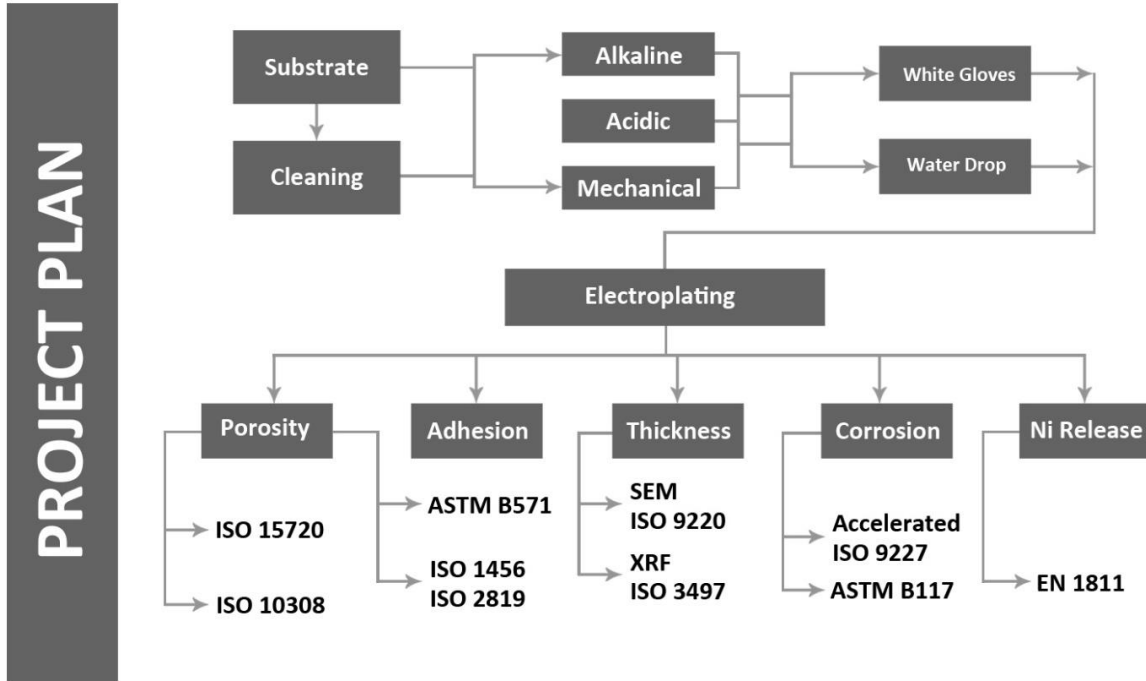 PROJECT PLAN
Substrate
Cleaning
Alkaline
Acidic
Mechanical
White Gloves
Water Drop
Electroplating
Porosity
Adhesion
Thickness
Corrosion
Ni Release
ISO 15720
ISO 10308
ASTM B571
ISO 1456
ISO 2819
SEM
ISO 9220
XRF
ISO 3497
Accelerated
ISO 9227
ASTM B117
EN 1811